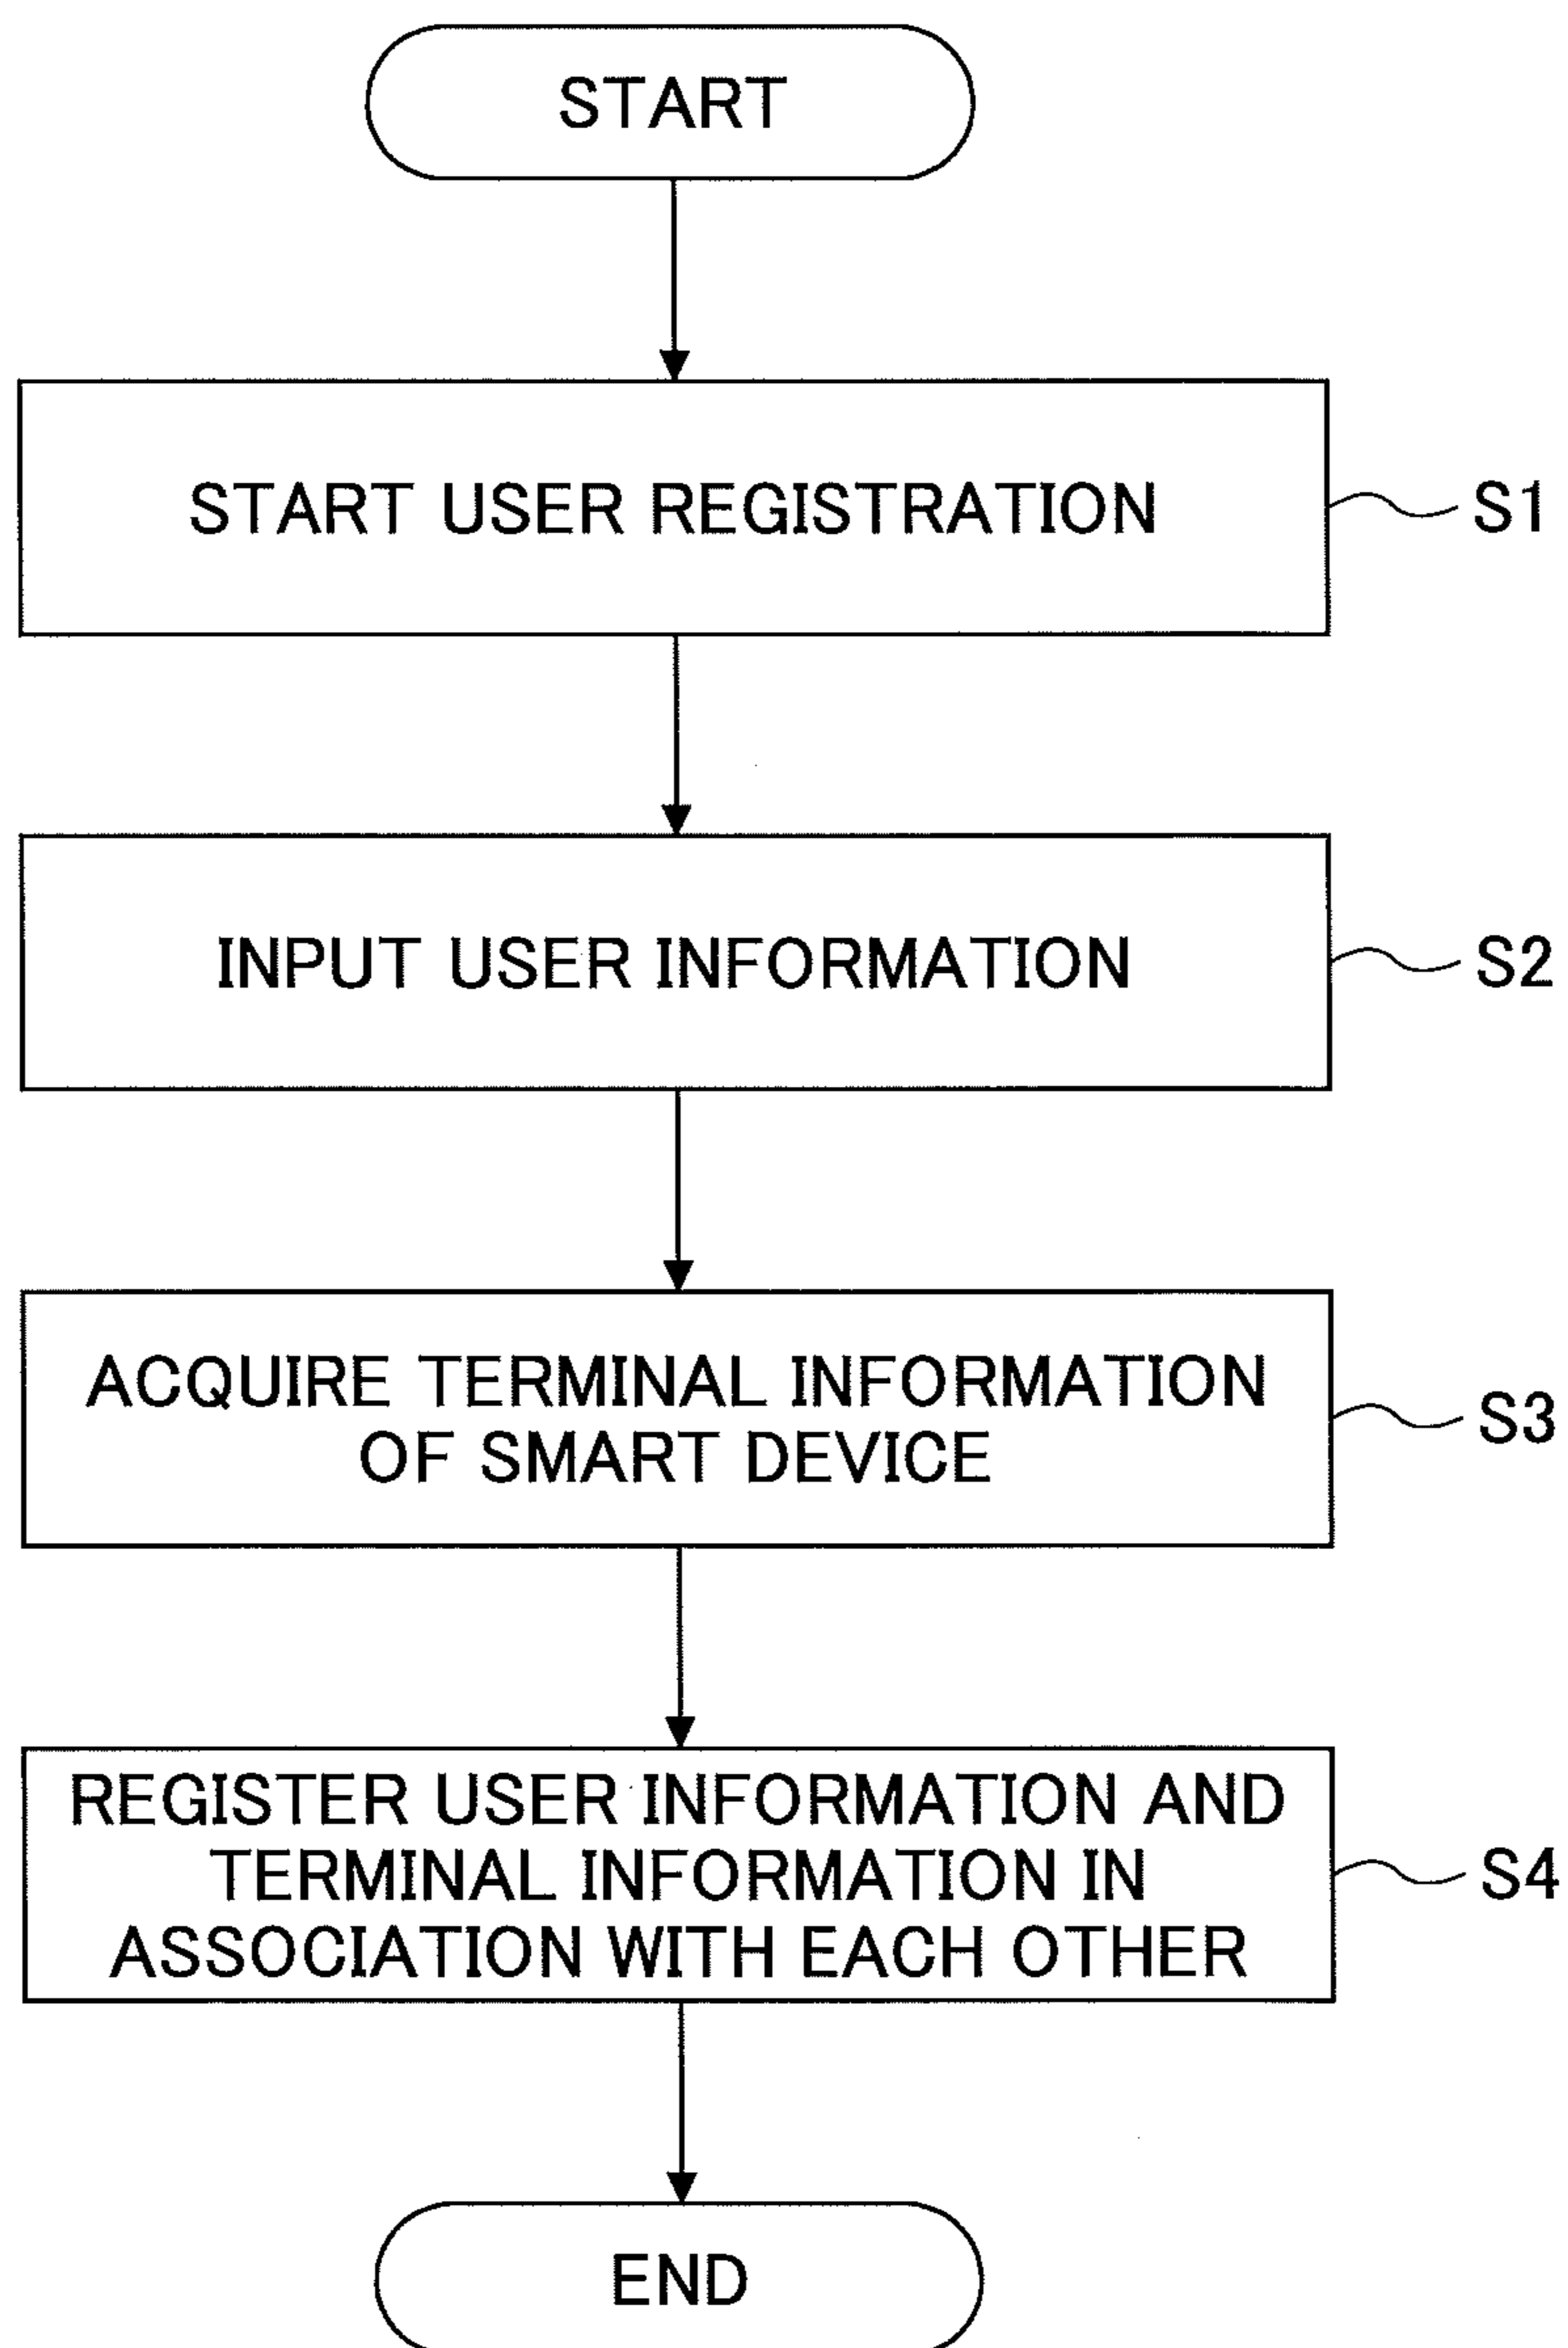 START
START USER REGISTRATION
S1
INPUT USER INFORMATION
S2
ACQUIRE TERMINAL INFORMATION
OF SMART DEVICE
S3
REGISTER USER INFORMATION AND
TERMINAL INFORMATION IN
ASSOCIATION WITH EACH OTHER
S4
END